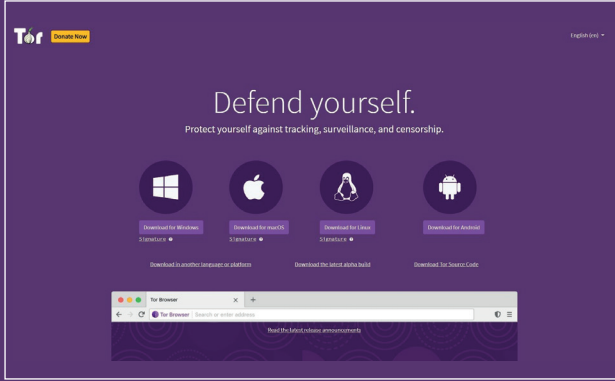 Tor
Donate Now
English (en)
Defend yourself.
Protect yourself against tracking, surveillance, and censorship.
Download for Windows
Download for macOS
Download for Linux
Download for Android
Signature
Signature
Signature
Download in another language or platform
Download the latest alpha build
Download Tor Source Code
Tor Browser
Tor Browser
Search or enter address
Read the latest release announcements